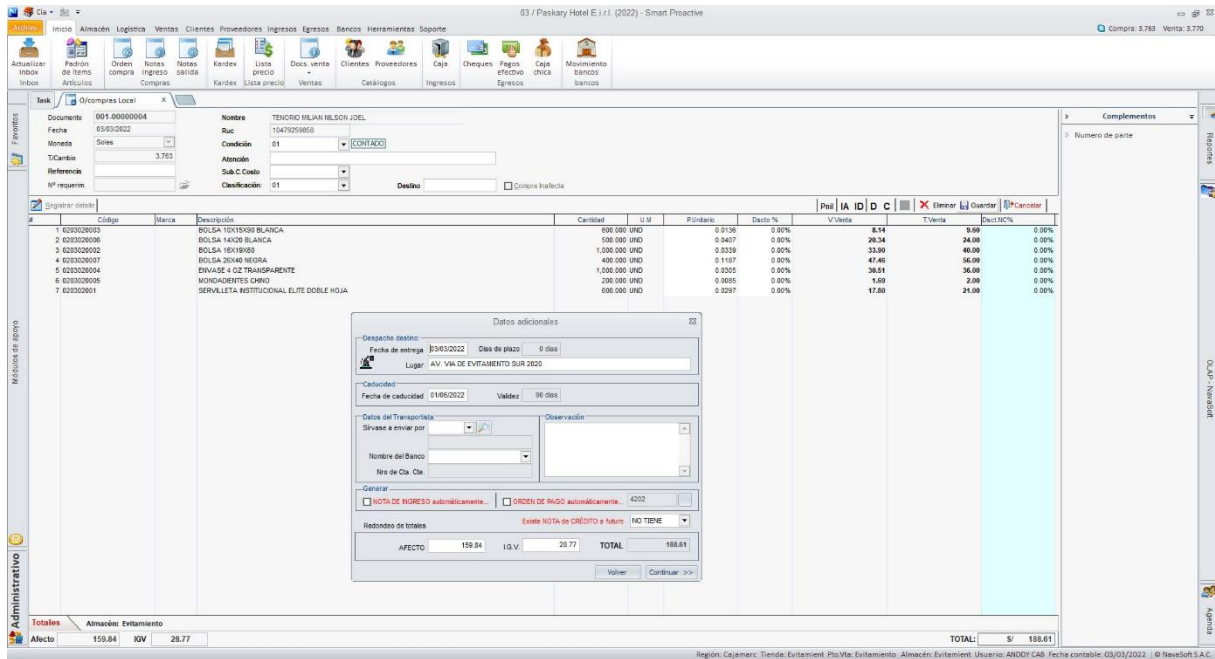 Cia
03 / Paskary Hotel E.i.r.l. (2022) - Smart Proactive
Archivo Inicio Almacén Logística Ventas Clientes Proveedores Ingresos Egresos Bancos Herramientas Soporte
Compra: 3.763 Venta: 3.770
Actualizar Inbox
Padrón de ítems
Orden compra
Notas ingreso
Notas salida
Kardex
Lista precio
Docs. venta
Clientes
Proveedores
Caja
Cheques
Pagos efectivo
Caja chica
Movimiento bancos
Inbox Artículos Compras Kardex Lista precio Ventas Catálogos Ingresos Egresos bancos
Task O/compras Local x
Favoritos
Módulos de apoyo
Administrativo
Documento 001-00000004 Nombre TENORIO MILIAN NILSON JOEL
Fecha 03/03/2022 Ruc 10479259858
Moneda Soles Condición 01 CONTADO
T/Cambio 3.763 Atención
Referencia Sub.C.Costo
Nº requerim. Clasificación: 01 Destino Compra Inafecta
Complementos
Numero de parte
Reportes
OLAP - NavaSoft
Agenda
Registrar detalle Pnil IA ID D C Eliminar Guardar Cancelar
# Código Marca Descripción Cantidad U.M P.Unitario Dscto % V.Venta T.Venta Dsct.NC%
1 0203020003 BOLSA 10X15X90 BLANCA 600.000 UND 0.0136 0.00% 8.14 9.60 0.00%
2 0203020006 BOLSA 14X20 BLANCA 500.000 UND 0.0407 0.00% 20.34 24.00 0.00%
3 0203020002 BOLSA 16X19X60 1,000.000 UND 0.0339 0.00% 33.90 40.00 0.00%
4 0203020007 BOLSA 26X40 NEGRA 400.000 UND 0.1187 0.00% 47.46 56.00 0.00%
5 0203020004 ENVASE 4 OZ TRANSPARENTE 1,000.000 UND 0.0305 0.00% 30.51 36.00 0.00%
6 0203020005 MONDADIENTES CHINO 200.000 UND 0.0085 0.00% 1.69 2.00 0.00%
7 020302001 SERVILLETA INSTITUCIONAL ELITE DOBLE HOJA 600.000 UND 0.0297 0.00% 17.80 21.00 0.00%
Datos adicionales
Despacho destino:
Fecha de entrega 03/03/2022 Dias de plazo 0 dias
Lugar AV. VIA DE EVITAMIENTO SUR 2020
Caducidad
Fecha de caducidad 01/06/2022 Validez 90 dias
Datos del Transportista Observación
Sírvase a enviar por
Nombre del Banco
Nro de Cta. Cte.
Generar
NOTA DE INGRESO automáticamente... ORDEN DE PAGO automáticamente... 4202
Existe NOTA de CRÉDITO a futuro NO TIENE
Redondeo de totales
AFECTO 159.84 I.G.V. 28.77 TOTAL 188.61
Volver Continuar >>
Totales Almacén: Evitamiento
Afecto 159.84 IGV 28.77 TOTAL: S/ 188.61
Región: Cajamarc Tienda: Evitamient Pto.Vta: Evitamiento Almacén: Evitamient Usuario: ANDDY CAB Fecha contable: 03/03/2022 © NavaSoft S.A.C.